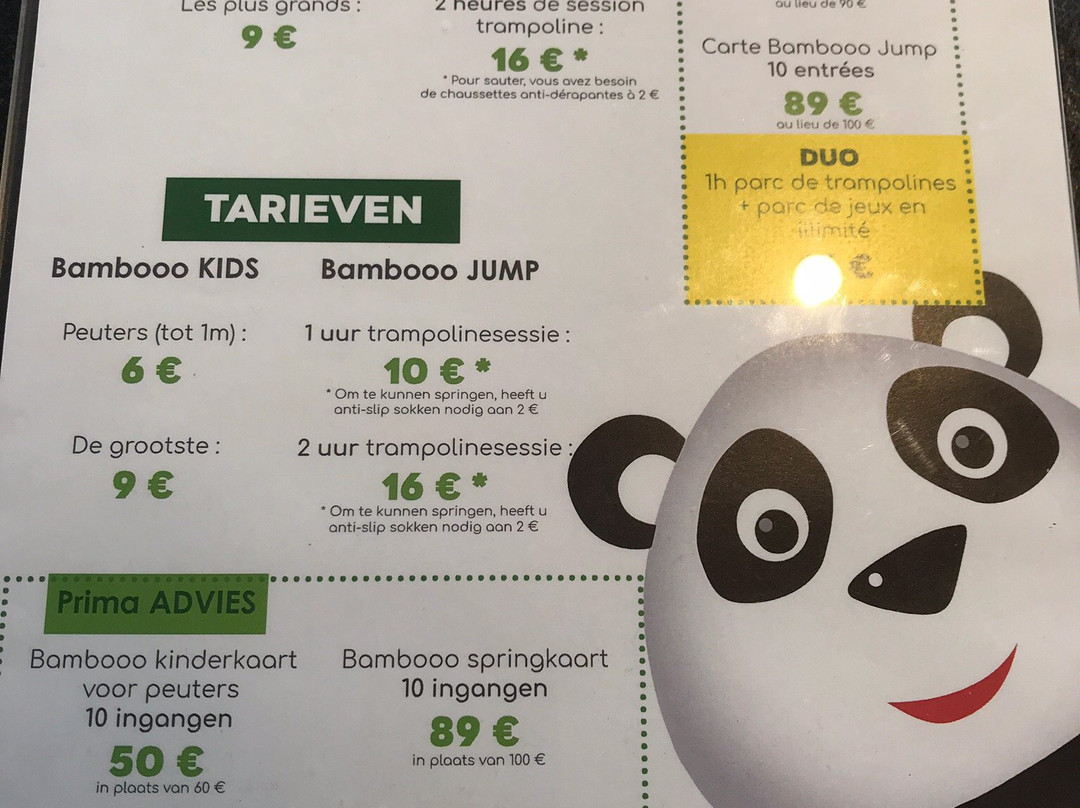 Les plus grands :
9 €
2 heures de session
trampoline :
16 € *
* Pour sauter, vous avez besoin
de chaussettes anti-dérapantes à 2 €
au lieu de 90 €
Carte Bambooo Jump
10 entrées
89 €
au lieu de 100 €
DUO
1h parc de trampolines
+ parc de jeux en
illimité
€
TARIEVEN
Bambooo KIDS
Peuters (tot 1m) :
6 €
De grootste :
9 €
Bambooo JUMP
1 uur trampolinesessie :
10 € *
* Om te kunnen springen, heeft u
anti-slip sokken nodig aan 2 €
2 uur trampolinesessie :
16 € *
* Om te kunnen springen, heeft u
anti-slip sokken nodig aan 2 €
Prima ADVIES
Bambooo kinderkaart
voor peuters
10 ingangen
50 €
in plaats van 60 €
Bambooo springkaart
10 ingangen
89 €
in plaats van 100 €